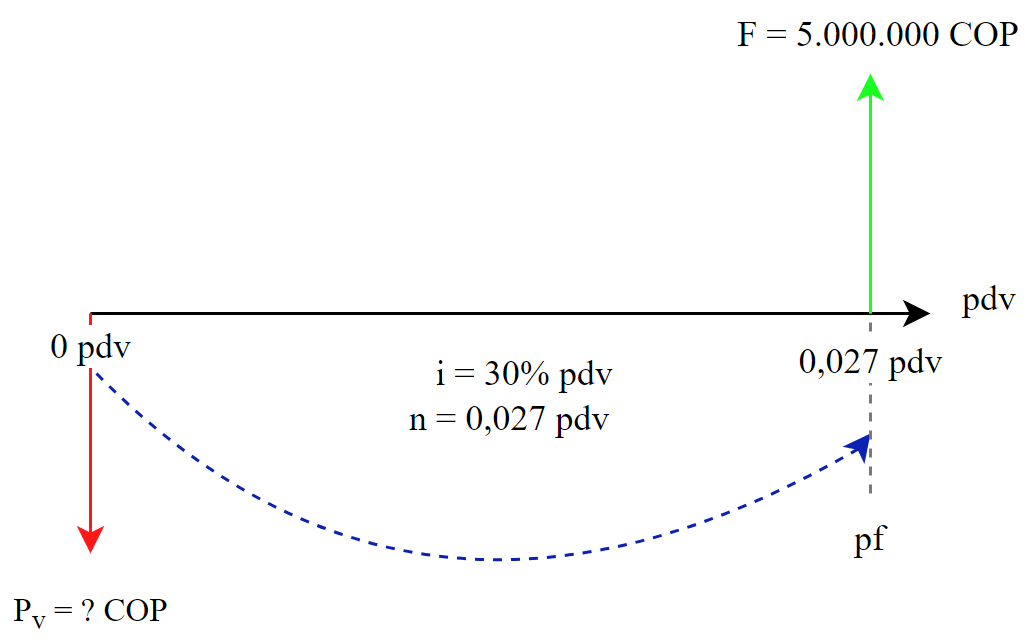 F = 5.000.000 COP
pdv
0 pdv
0,027 pdv
i = 30% pdv
n = 0,027 pdv
pf
Pv = ? COP